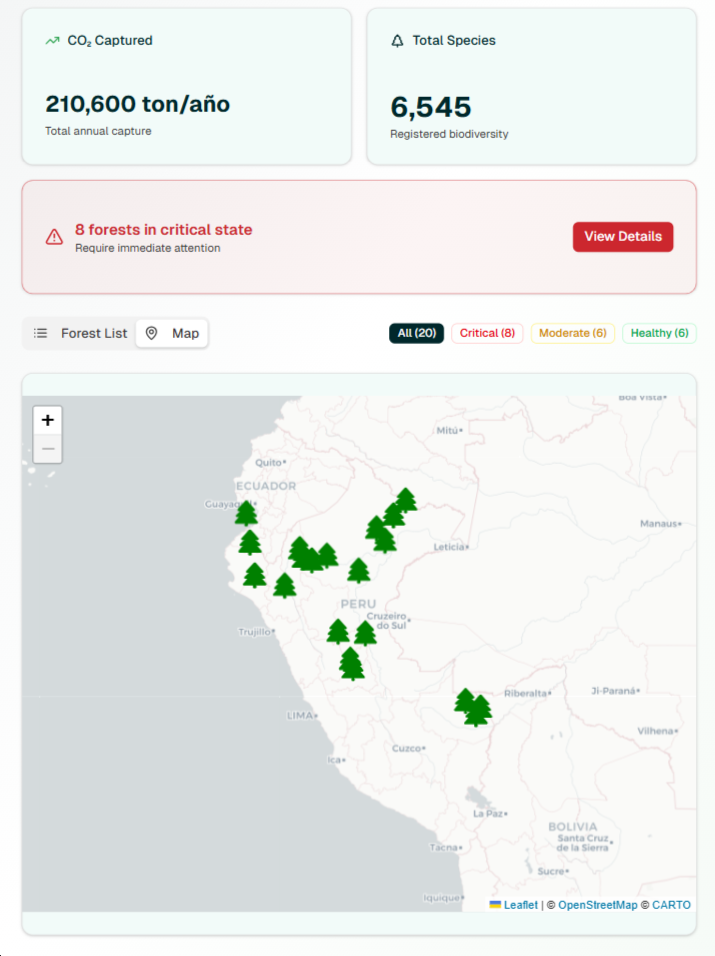 CO₂ Captured
210,600 ton/año
Total annual capture
Total Species
6,545
Registered biodiversity
8 forests in critical state
Require immediate attention
View Details
Forest List
Map
All (20)
Critical (8)
Moderate (6)
Healthy (6)
+
−
Boa Vista
Mitú
Quito
ECUADOR
Guayaquil
Manaus
Leticia
PERU
Cruzeiro
do Sul
Trujillo
Riberalta
Ji-Paraná
LIMA
Vilhena
Cuzco
Ica
La Paz
BOLIVIA
Santa Cruz
de la Sierra
Tacna
Sucre
Iquique
Leaflet | © OpenStreetMap © CARTO